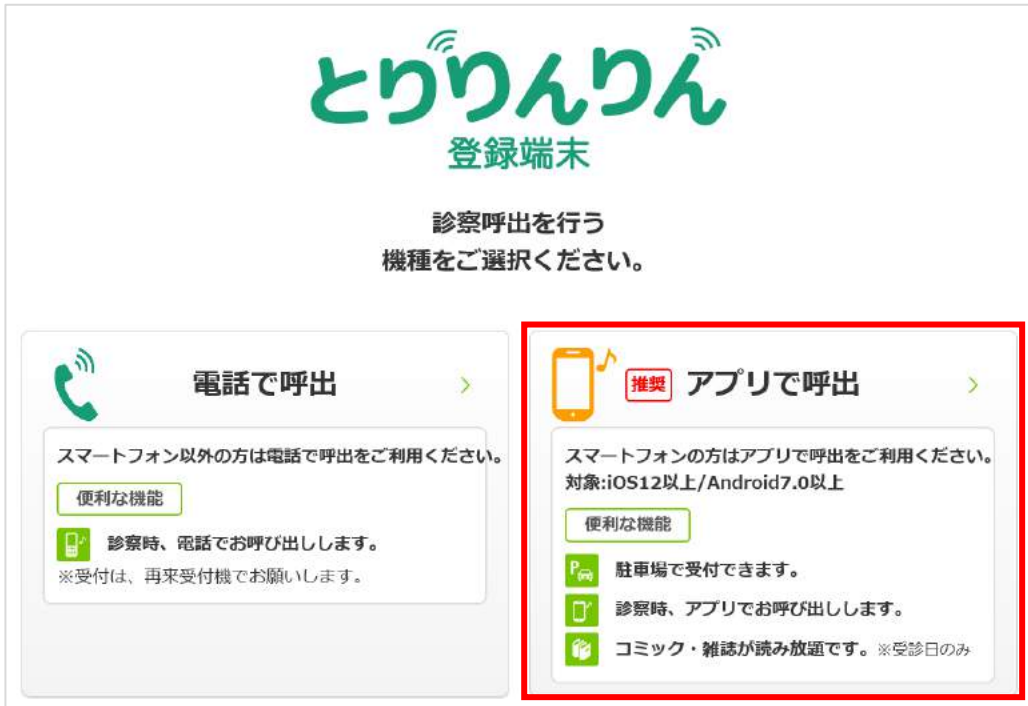 とりりんりん
登録端末
診察呼出を行う
機種をご選択ください。
電話で呼出
スマートフォン以外の方は電話で呼出をご利用ください。
便利な機能
診察時、電話でお呼び出しします。
※受付は、再来受付機でお願いします。
推奨 アプリで呼出
スマートフォンの方はアプリで呼出をご利用ください。
対象:iOS12以上/Android7.0以上
便利な機能
P 駐車場で受付できます。
診察時、アプリでお呼び出しします。
コミック・雑誌が読み放題です。※受診日のみ